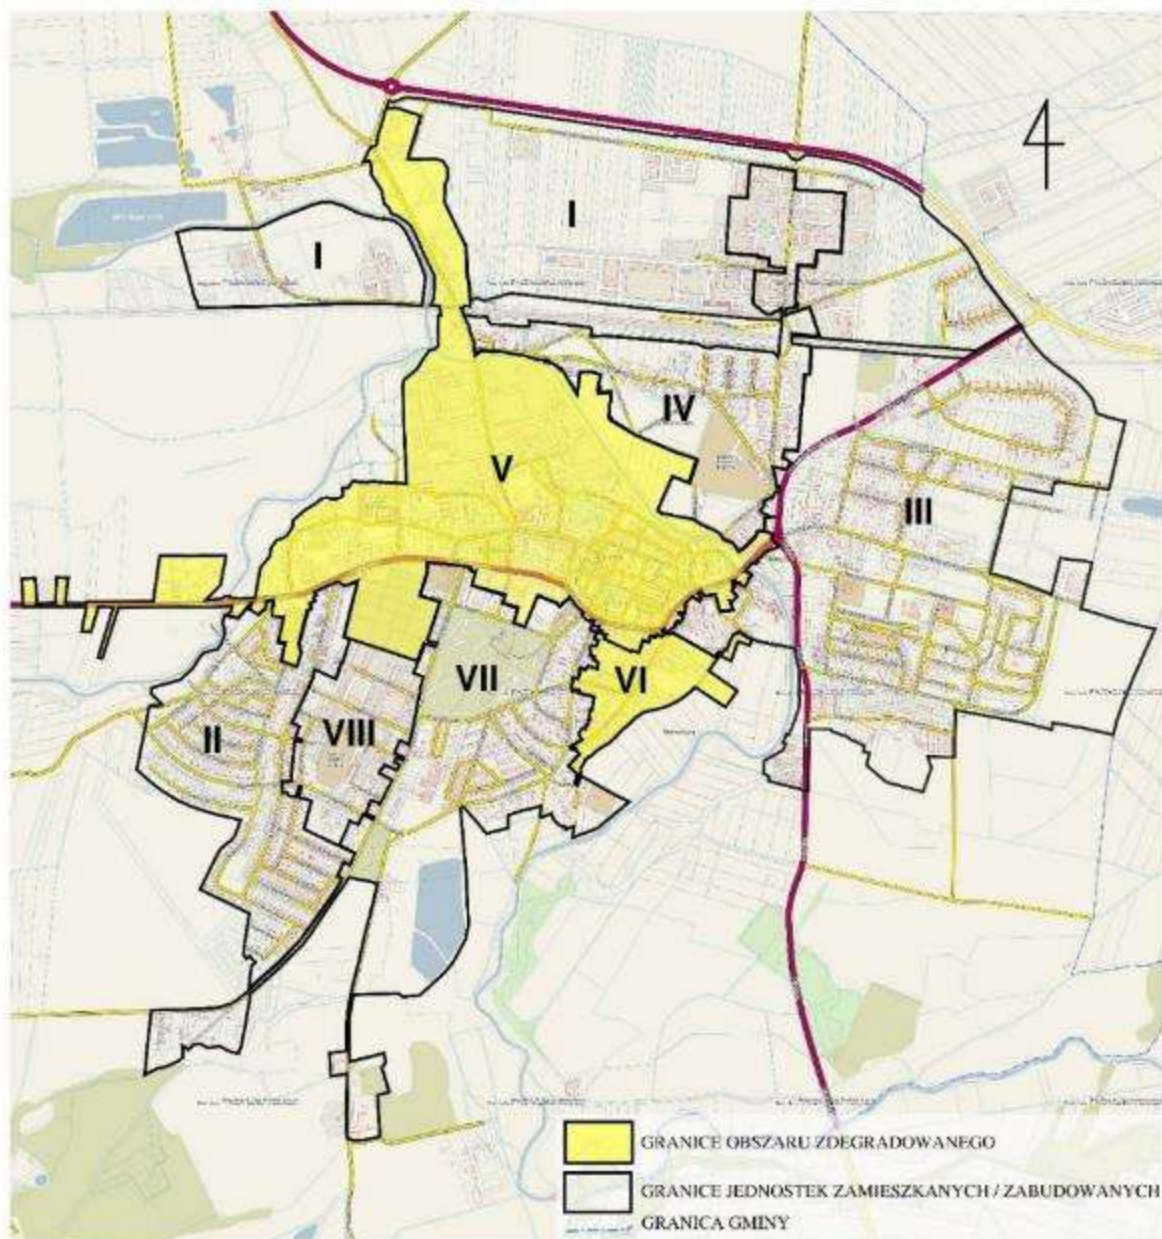 I
I
IV
V
III
VII
VI
II
VIII
GRANICE OBSZARU ZDEGRADOWANEGO
GRANICE JEDNOSTEK ZAMIESZKANYCH / ZABUDOWANYCH
GRANICA GMINY